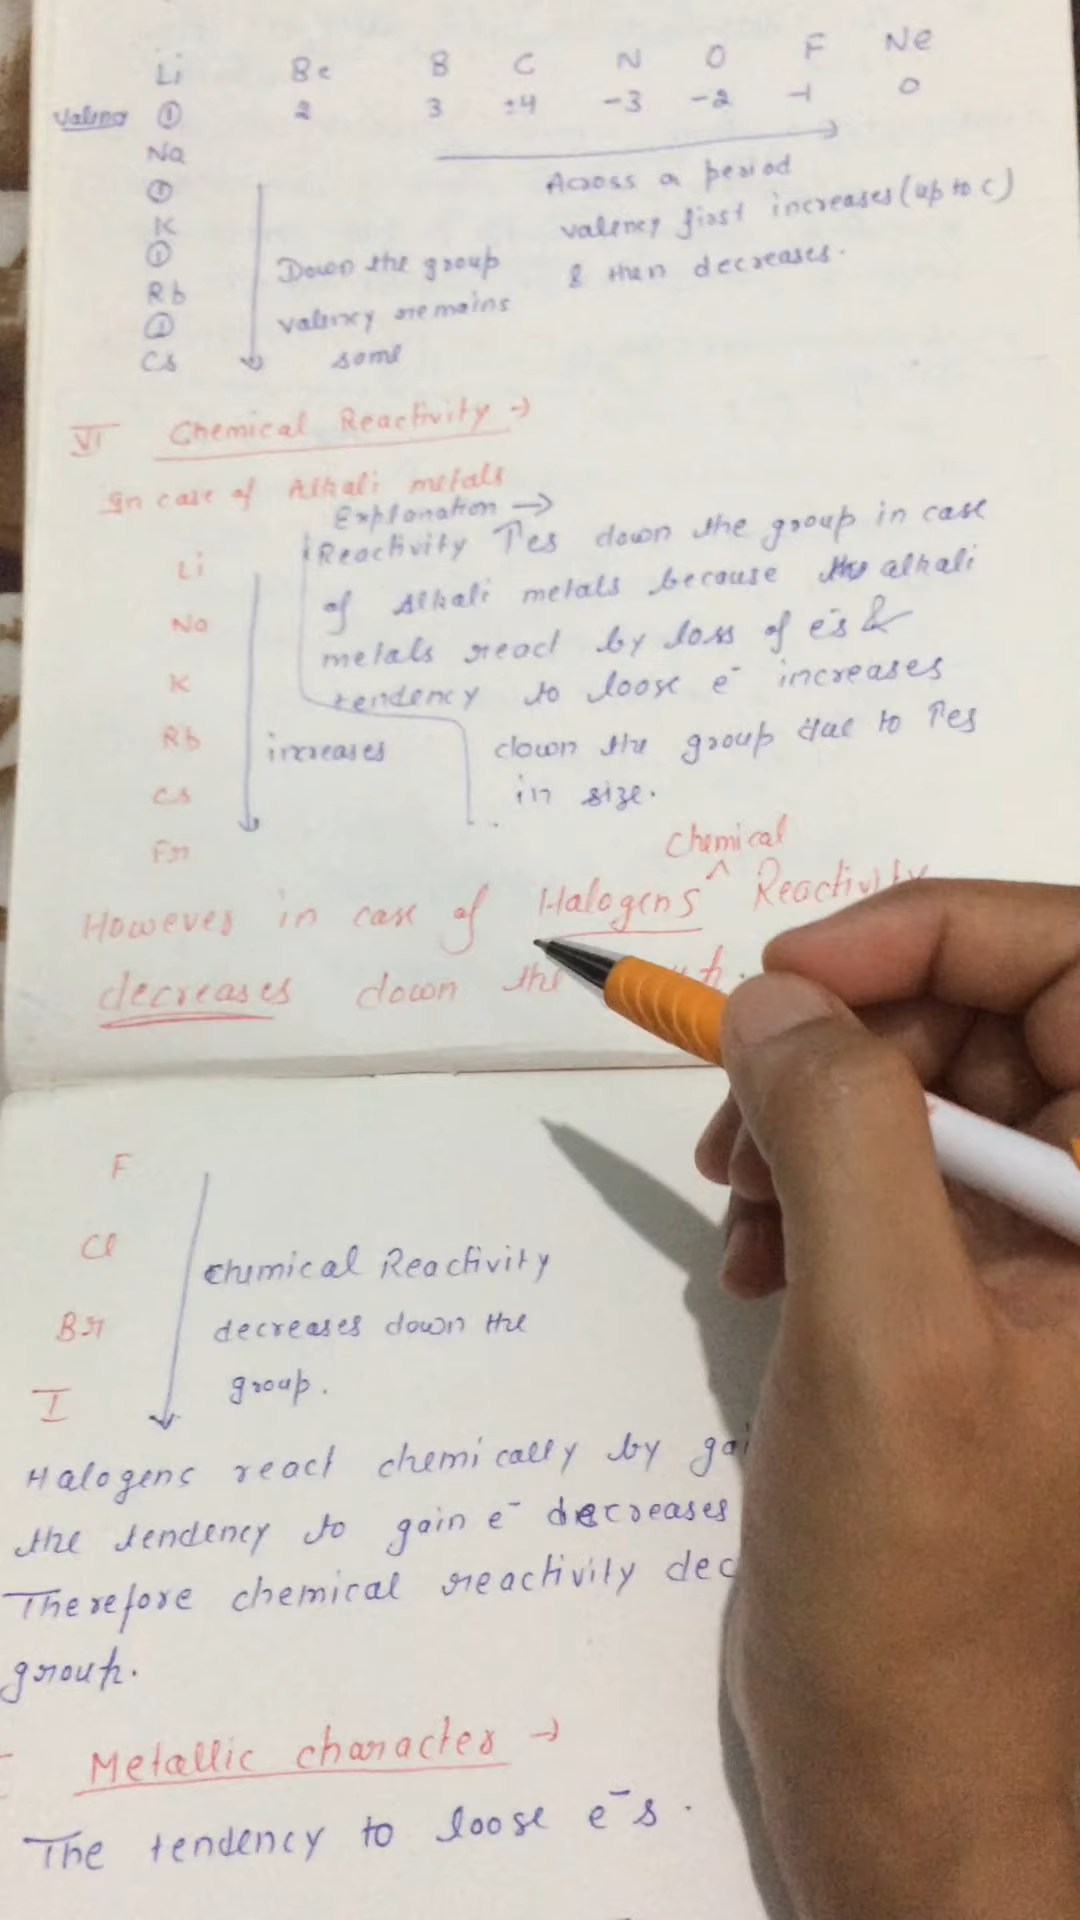 Li Be B C N O F Ne
Valency ① 2 3 ±4 -3 -2 -1 0
Na
①
K
①
Rb
①
Cs
Across a period
valency first increases (up to C)
& then decreases.
Down the group
valency remains
same
VI Chemical Reactivity →
In case of Alkali metals
Explanation →
Li
Na
K
Rb
Cs
Fr
increases
Reactivity ↑es down the group in case
of Alkali metals because the alkali
metals react by loss of e-s &
tendency to loose e- increases
down the group due to ↑es
in size.
Chemical
However in case of Halogens ^ Reactivity
decreases down the
F
Cl
Br
I
Chemical Reactivity
decreases down the
group.
Halogens react chemically by
the tendency to gain e- decreases
Therefore chemical reactivity
group.
Metallic character →
The tendency to loose e-s.